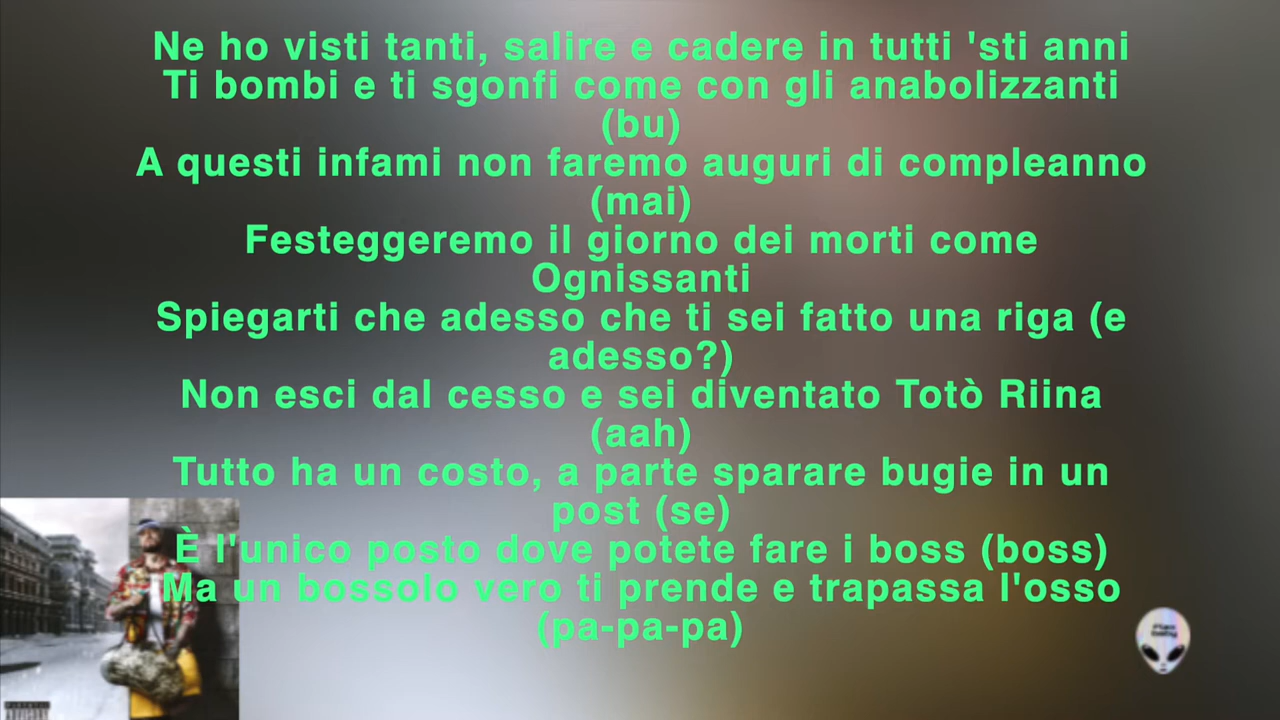 Ne ho visti tanti, salire e cadere in tutti 'sti anni
Ti bombi e ti sgonfi come con gli anabolizzanti
(bu)
A questi infami non faremo auguri di compleanno
(mai)
Festeggeremo il giorno dei morti come
Ognissanti
Spiegarti che adesso che ti sei fatto una riga (e
adesso?)
Non esci dal cesso e sei diventato Totò Riina
(aah)
Tutto ha un costo, a parte sparare bugie in un
post (se)
È l'unico posto dove potete fare i boss (boss)
Ma un bossolo vero ti prende e trapassa l'osso
(pa-pa-pa)